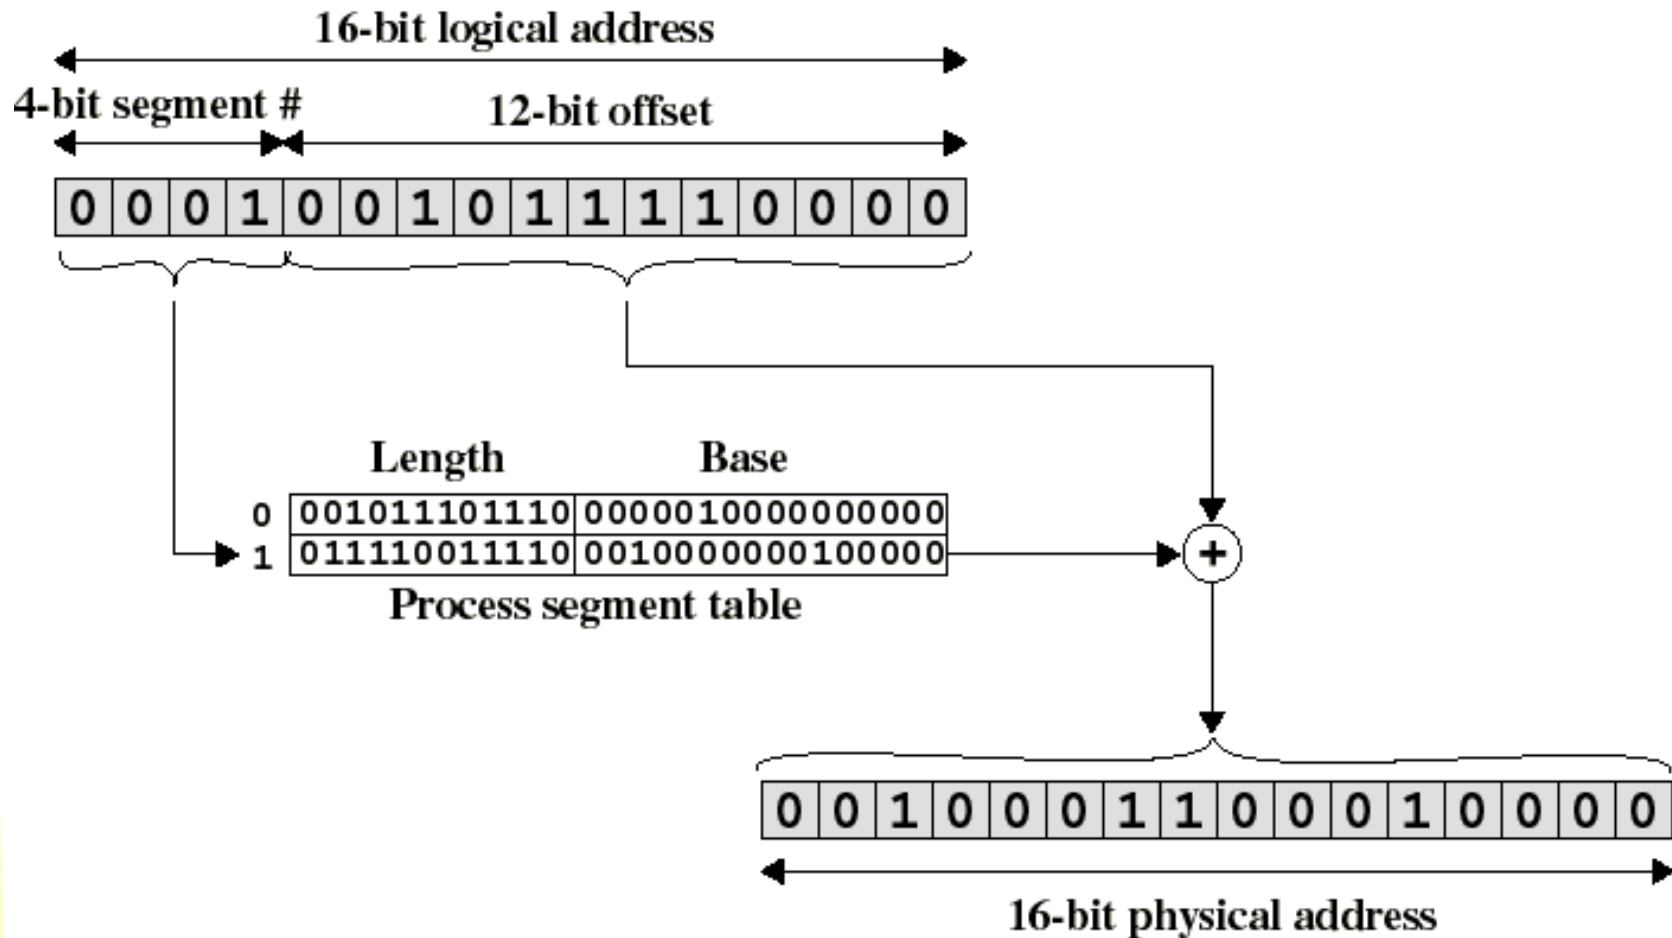 16-bit logical address
4-bit segment # 12-bit offset
0 0 0 1 0 0 1 0 1 1 1 1 0 0 0 0
Length Base
0 001011101110 0000010000000000
1 011110011110 0010000000100000
+
Process segment table
0 0 1 0 0 0 1 1 0 0 0 1 0 0 0 0
16-bit physical address